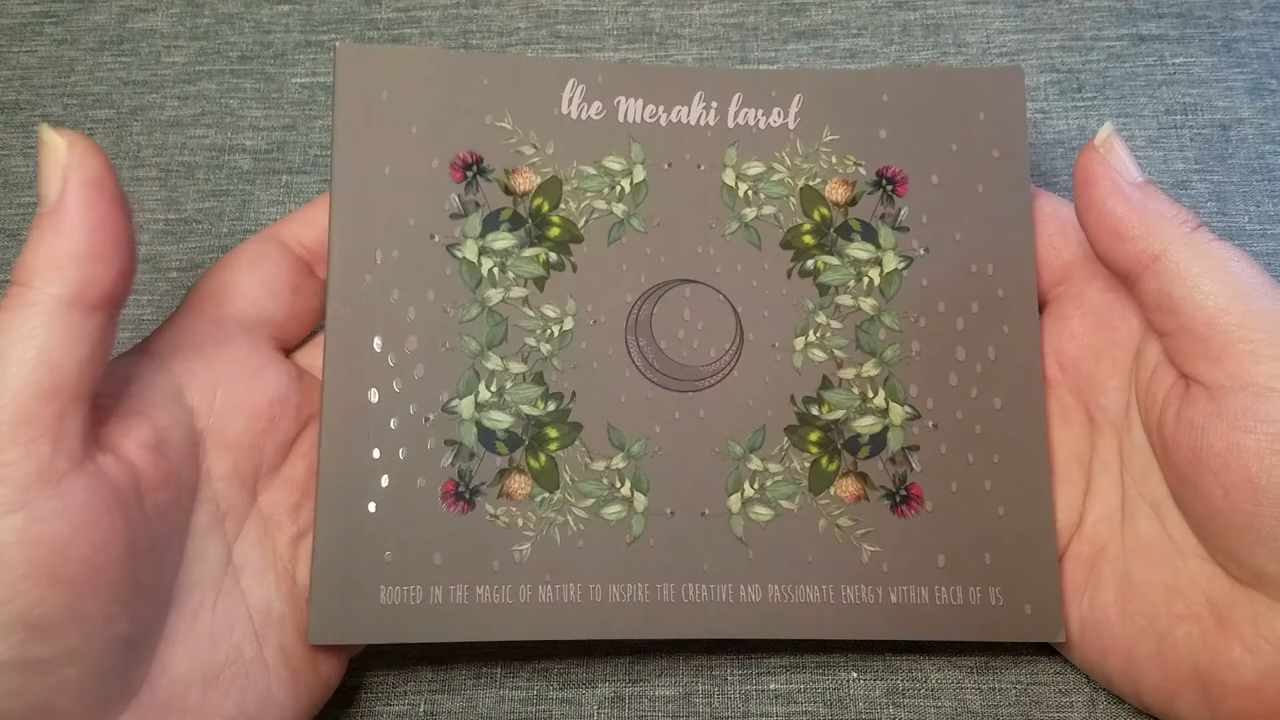 the Meraki tarot
ROOTED IN THE MAGIC OF NATURE TO INSPIRE THE CREATIVE AND PASSIONATE ENERGY WITHIN EACH OF US.